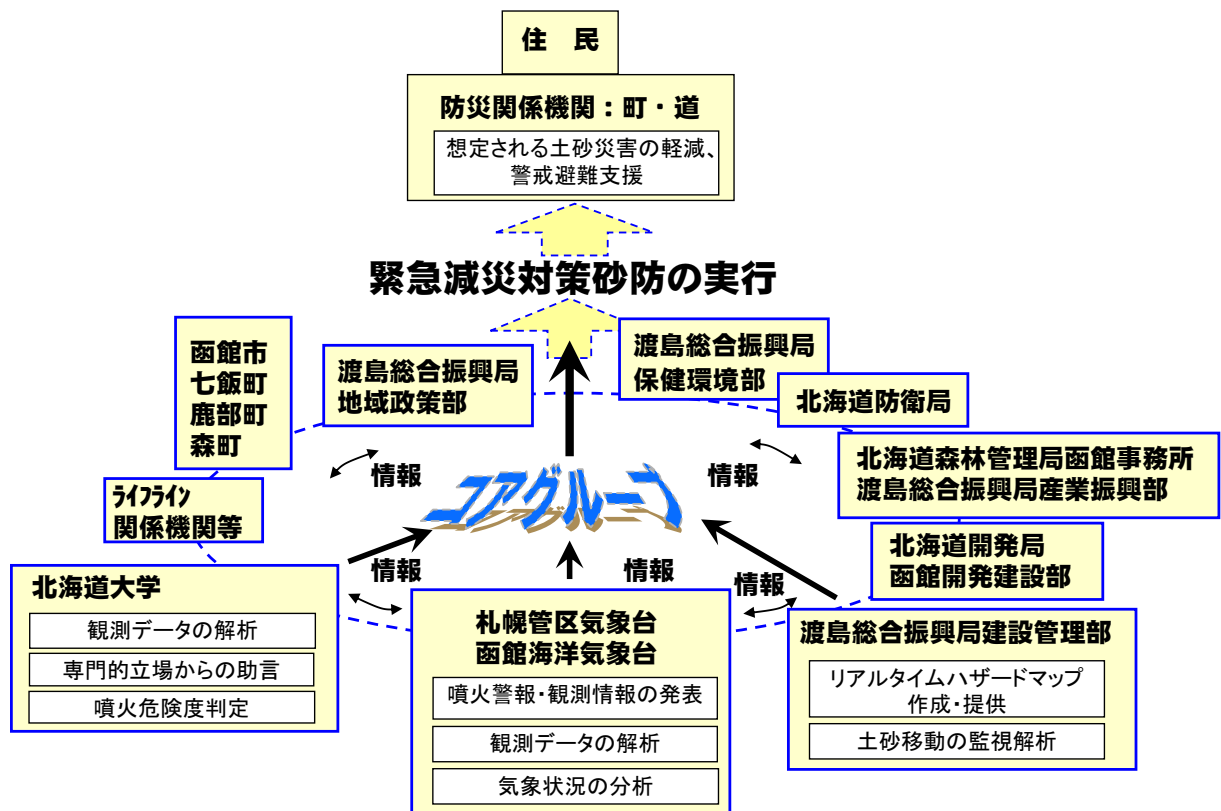 住　民
防災関係機関：町・道
想定される土砂災害の軽減、
警戒避難支援
緊急減災対策砂防の実行
函館市
七飯町
鹿部町
森町
渡島総合振興局
地域政策部
渡島総合振興局
保健環境部
北海道防衛局
北海道森林管理局函館事務所
渡島総合振興局産業振興部
ﾗｲﾌﾗｲﾝ
関係機関等
情報
コアグループ
情報
北海道開発局
函館開発建設部
情報
情報
情報
北海道大学
観測データの解析
専門的立場からの助言
噴火危険度判定
札幌管区気象台
函館海洋気象台
噴火警報・観測情報の発表
観測データの解析
気象状況の分析
渡島総合振興局建設管理部
リアルタイムハザードマップ
作成・提供
土砂移動の監視解析